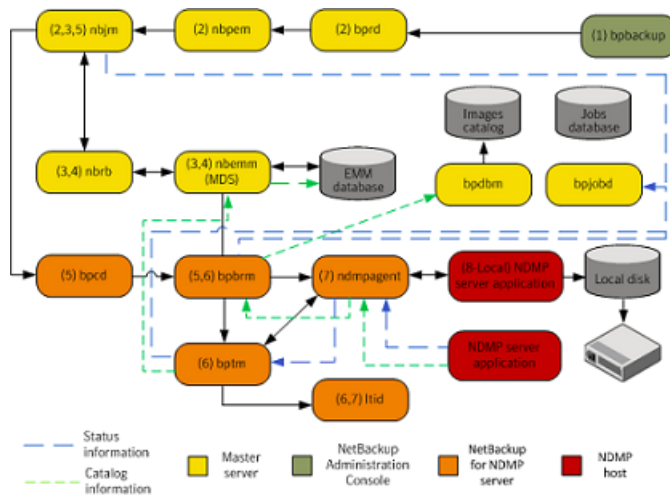 (2,3,5) nbjm
(2) nbpem
(2) bprd
(1) bpbackup
Images
catalog
Jobs
database
(3,4) nbrb
(3,4) nbemm
(MDS)
EMM
database
bpdbm
bpjobd
(5) bpcd
(5,6) bpbrm
(7) ndmpagent
(8-Local) NDMP
server application
Local disk
(6) bptm
NDMP server
application
(6,7) ltid
Status
information
Catalog
information
Master
server
NetBackup
Administration
Console
NetBackup
for NDMP
server
NDMP
host